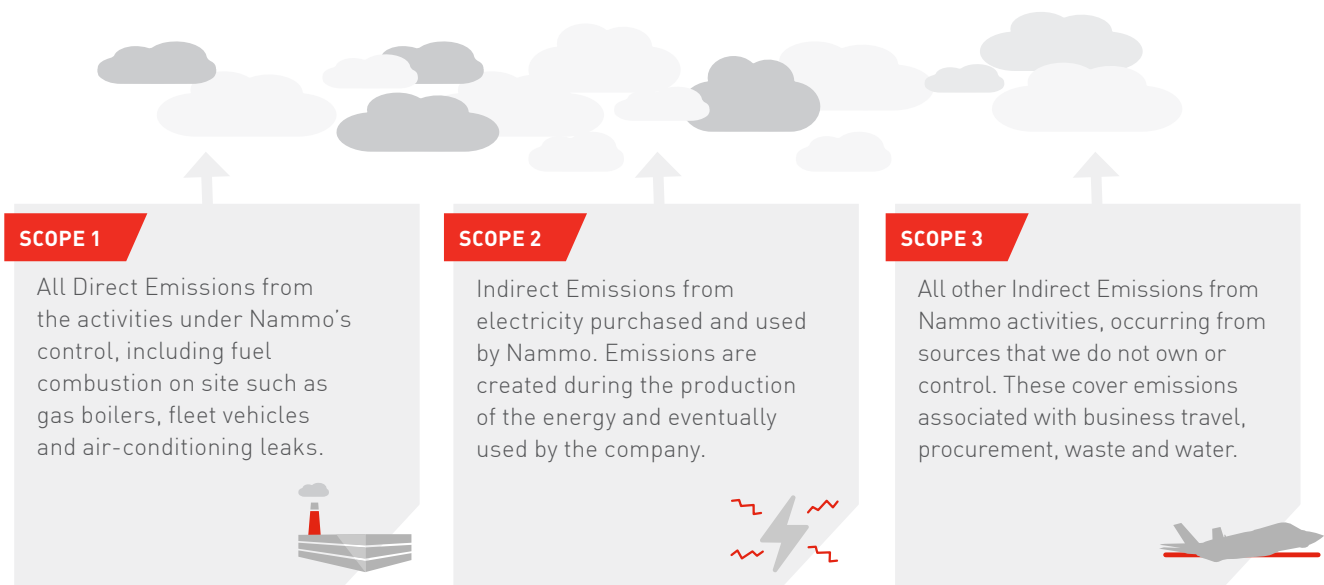 SCOPE 1
All Direct Emissions from
the activities under Nammo’s
control, including fuel
combustion on site such as
gas boilers, fleet vehicles
and air-conditioning leaks.
SCOPE 2
Indirect Emissions from
electricity purchased and used
by Nammo. Emissions are
created during the production
of the energy and eventually
used by the company.
SCOPE 3
All other Indirect Emissions from
Nammo activities, occurring from
sources that we do not own or
control. These cover emissions
associated with business travel,
procurement, waste and water.